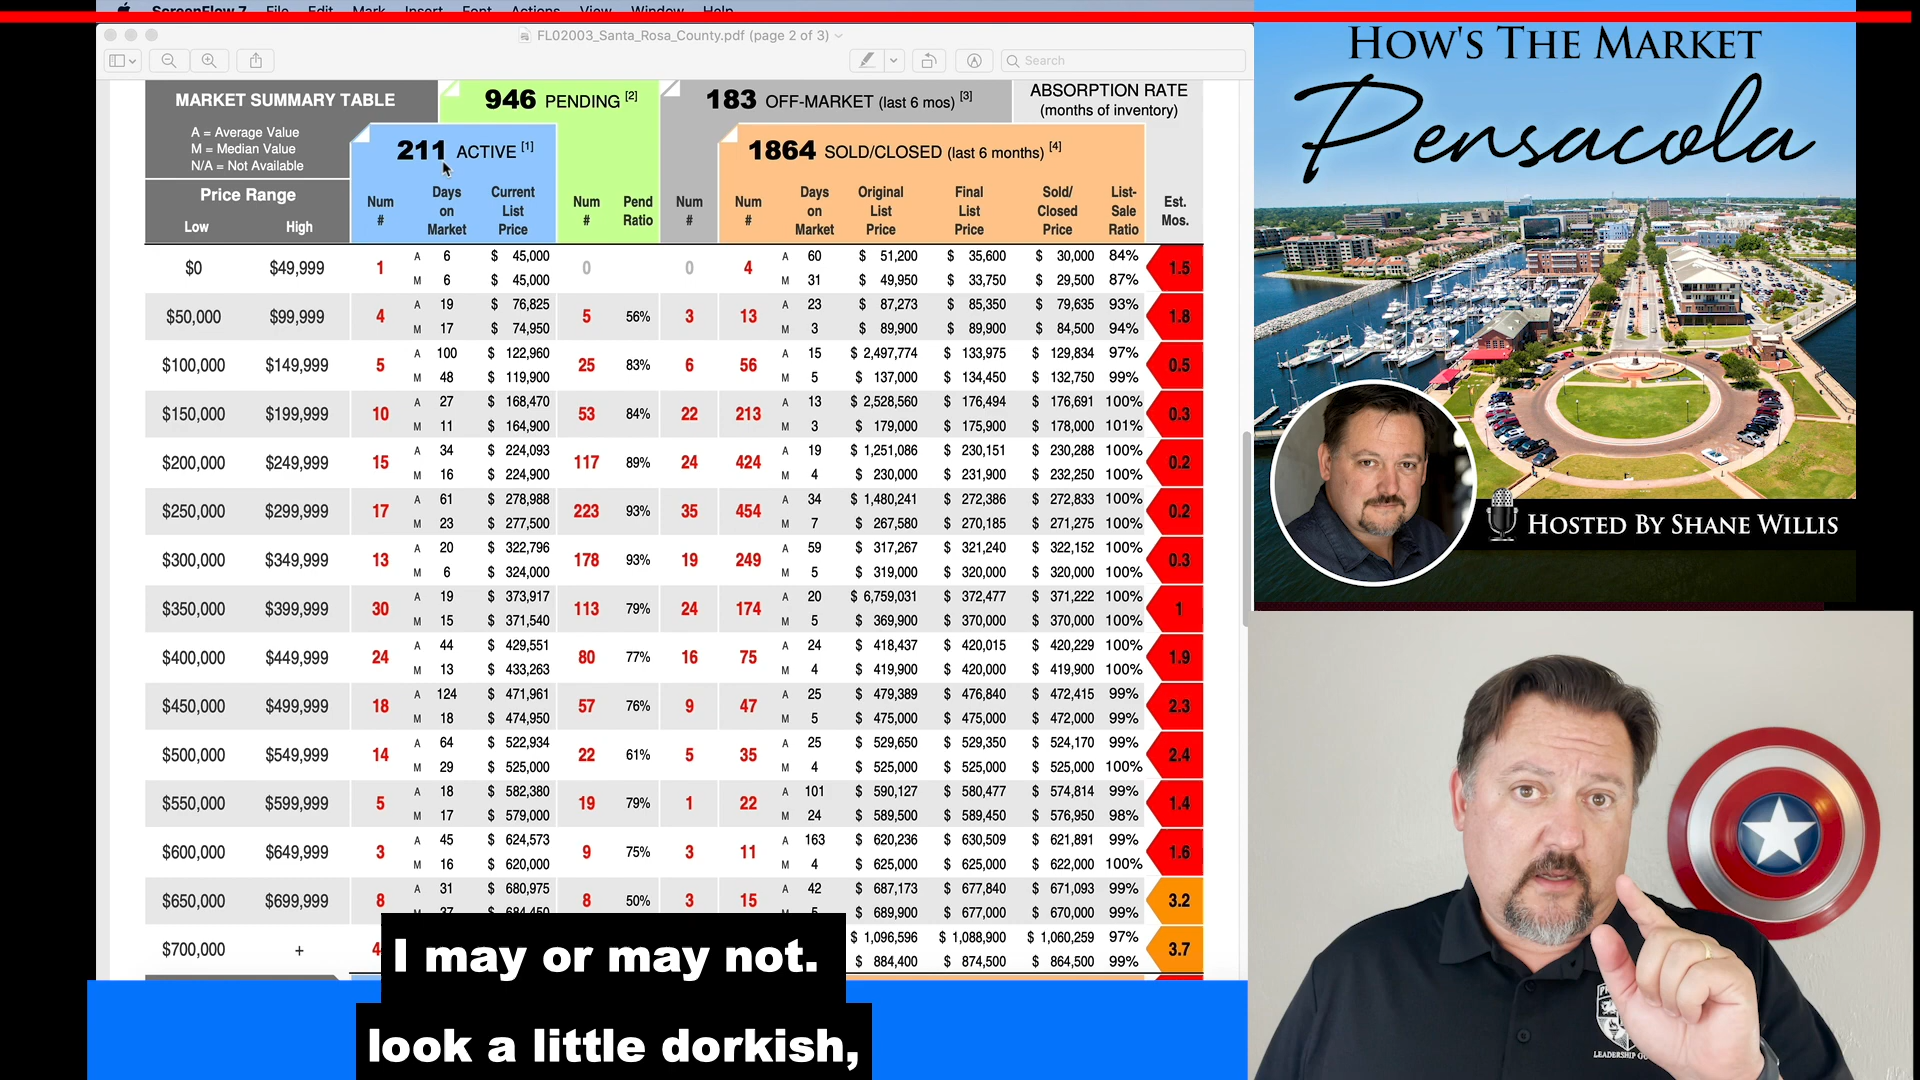 ScreenFlow 7 File Edit Mark Insert Font Actions View Window Help
FL02003_Santa_Rosa_County.pdf (page 2 of 3)
Search
MARKET SUMMARY TABLE
A = Average Value
M = Median Value
N/A = Not Available
946 PENDING [2]
183 OFF-MARKET (last 6 mos) [3]
ABSORPTION RATE
(months of inventory)
211 ACTIVE [1]
1864 SOLD/CLOSED (last 6 months) [4]
Price Range
Low High
Num # Days on Market Current List Price Num # Pend Ratio Num # Num # Days on Market Original List Price Final List Price Sold/Closed Price List-Sale Ratio Est. Mos.
$0 $49,999 1 A 6 $ 45,000 0 0 4 A 60 $ 51,200 $ 35,600 $ 30,000 84% 1.5
M 6 $ 45,000 M 31 $ 49,950 $ 33,750 $ 29,500 87%
$50,000 $99,999 4 A 19 $ 76,825 5 56% 3 13 A 23 $ 87,273 $ 85,350 $ 79,635 93% 1.8
M 17 $ 74,950 M 3 $ 89,900 $ 89,900 $ 84,500 94%
$100,000 $149,999 5 A 100 $ 122,960 25 83% 6 56 A 15 $ 2,497,774 $ 133,975 $ 129,834 97% 0.5
M 48 $ 119,900 M 5 $ 137,000 $ 134,450 $ 132,750 99%
$150,000 $199,999 10 A 27 $ 168,470 53 84% 22 213 A 13 $ 2,528,560 $ 176,494 $ 176,691 100% 0.3
M 11 $ 164,900 M 3 $ 179,000 $ 175,900 $ 178,000 101%
$200,000 $249,999 15 A 34 $ 224,093 117 89% 24 424 A 19 $ 1,251,086 $ 230,151 $ 230,288 100% 0.2
M 16 $ 224,900 M 4 $ 230,000 $ 231,900 $ 232,250 100%
$250,000 $299,999 17 A 61 $ 278,988 223 93% 35 454 A 34 $ 1,480,241 $ 272,386 $ 272,833 100% 0.2
M 23 $ 277,500 M 7 $ 267,580 $ 270,185 $ 271,275 100%
$300,000 $349,999 13 A 20 $ 322,796 178 93% 19 249 A 59 $ 317,267 $ 321,240 $ 322,152 100% 0.3
M 6 $ 324,000 M 5 $ 319,000 $ 320,000 $ 320,000 100%
$350,000 $399,999 30 A 19 $ 373,917 113 79% 24 174 A 20 $ 6,759,031 $ 372,477 $ 371,222 100% 1
M 15 $ 371,540 M 5 $ 369,900 $ 370,000 $ 370,000 100%
$400,000 $449,999 24 A 44 $ 429,551 80 77% 16 75 A 24 $ 418,437 $ 420,015 $ 420,229 100% 1.9
M 13 $ 433,263 M 4 $ 419,900 $ 420,000 $ 419,900 100%
$450,000 $499,999 18 A 124 $ 471,961 57 76% 9 47 A 25 $ 479,389 $ 476,840 $ 472,415 99% 2.3
M 18 $ 474,950 M 5 $ 475,000 $ 475,000 $ 472,000 99%
$500,000 $549,999 14 A 64 $ 522,934 22 61% 5 35 A 25 $ 529,650 $ 529,350 $ 524,170 99% 2.4
M 29 $ 525,000 M 4 $ 525,000 $ 525,000 $ 525,000 100%
$550,000 $599,999 5 A 18 $ 582,380 19 79% 1 22 A 101 $ 590,127 $ 580,477 $ 574,814 99% 1.4
M 17 $ 579,000 M 24 $ 589,500 $ 589,450 $ 576,950 98%
$600,000 $649,999 3 A 45 $ 624,573 9 75% 3 11 A 163 $ 620,236 $ 630,509 $ 621,891 99% 1.6
M 16 $ 620,000 M 4 $ 625,000 $ 625,000 $ 622,000 100%
$650,000 $699,999 8 A 31 $ 680,975 8 50% 3 15 A 42 $ 687,173 $ 677,840 $ 671,093 99% 3.2
$ 689,900 $ 677,000 $ 670,000 99%
$700,000 + 4 $ 1,096,596 $ 1,088,900 $ 1,060,259 97% 3.7
$ 884,400 $ 874,500 $ 864,500 99%
I may or may not.
look a little dorkish,
HOW'S THE MARKET
Pensacola
HOSTED BY SHANE WILLIS
LEADERSHIP